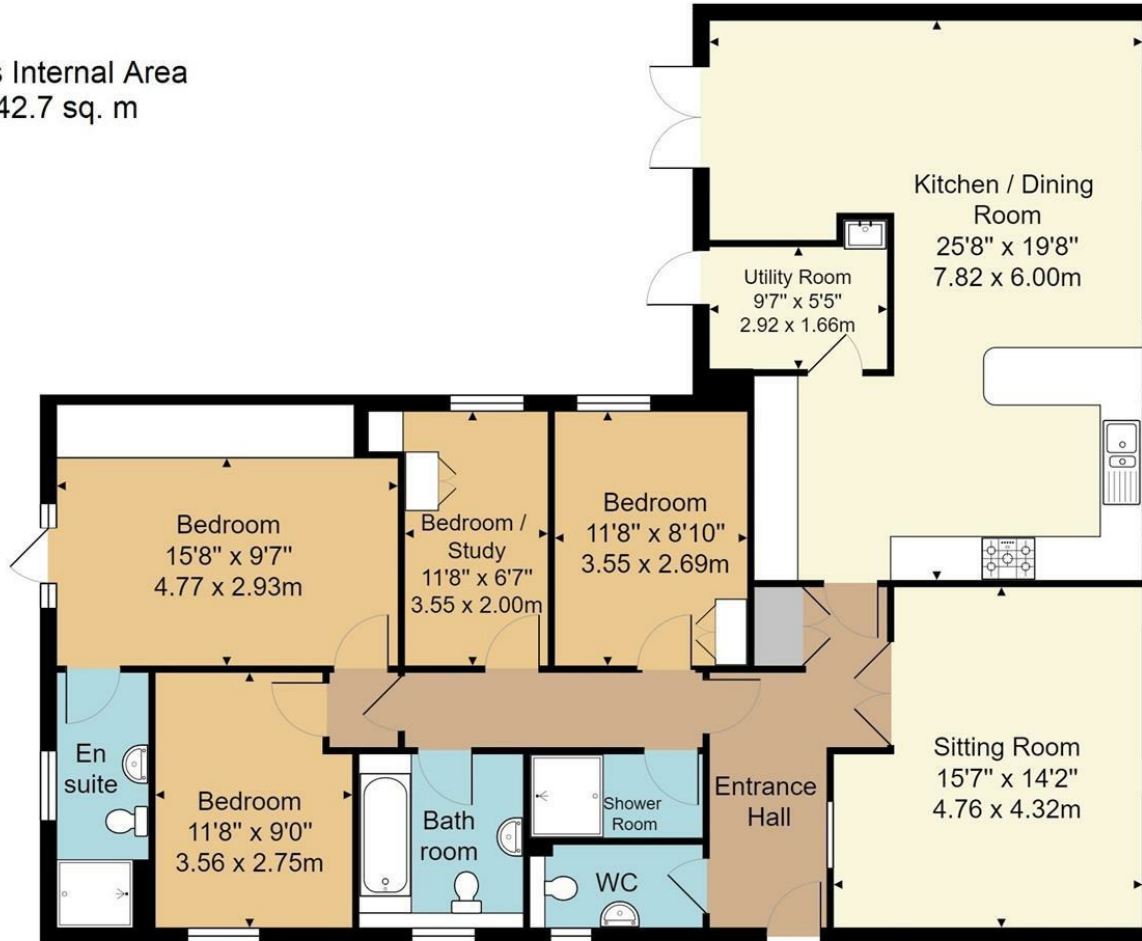 Internal Area
42.7 sq. m
Kitchen / Dining
Room
25'8" x 19'8"
7.82 x 6.00m
Utility Room
9'7" x 5'5"
2.92 x 1.66m
Bedroom
15'8" x 9'7"
4.77 x 2.93m
Bedroom /
Study
11'8" x 6'7"
3.55 x 2.00m
Bedroom
11'8" x 8'10"
3.55 x 2.69m
En
suite
Bedroom
11'8" x 9'0"
3.56 x 2.75m
Bath
room
Shower
Room
WC
Entrance
Hall
Sitting Room
15'7" x 14'2"
4.76 x 4.32m